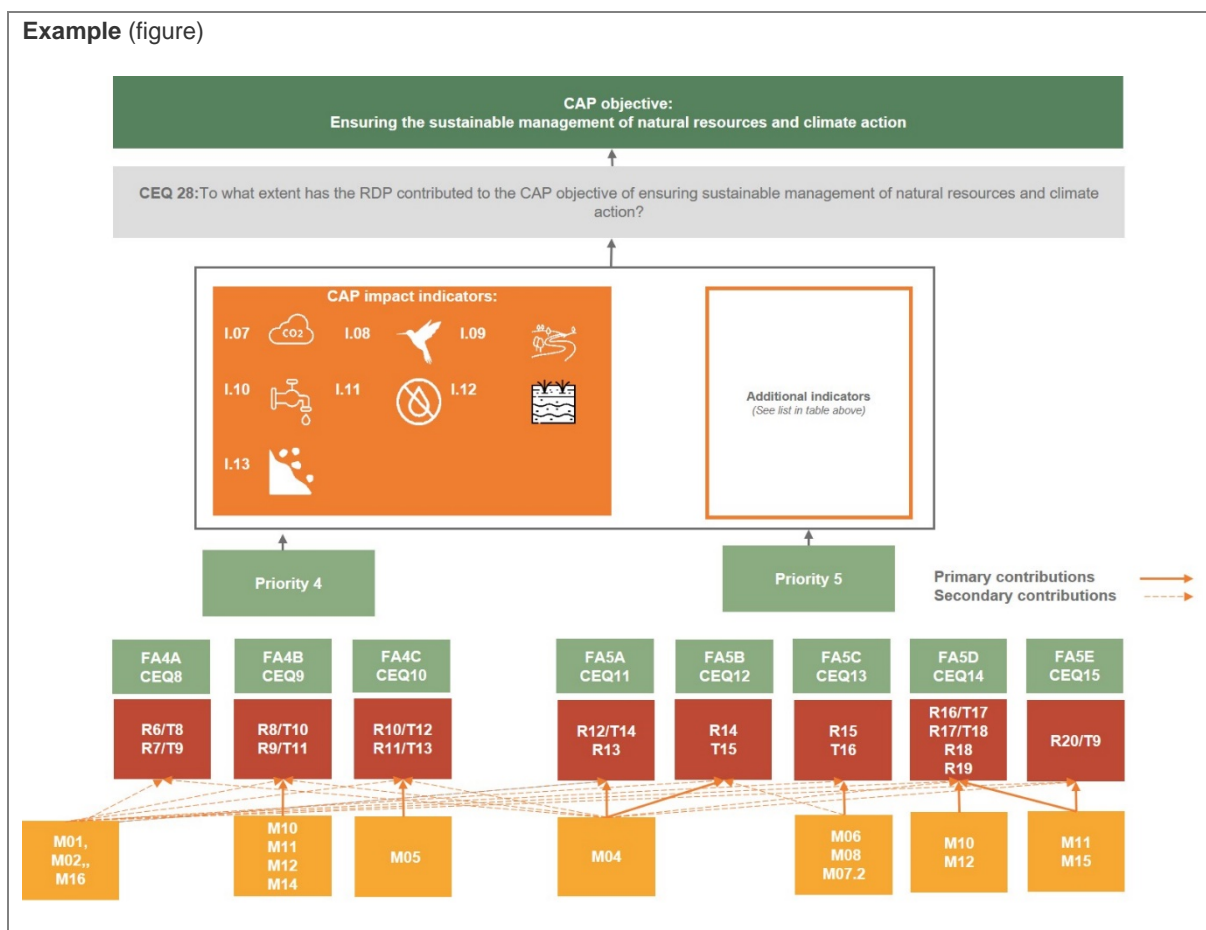 Example (figure)
CAP objective:
Ensuring the sustainable management of natural resources and climate action
CEQ 28:To what extent has the RDP contributed to the CAP objective of ensuring sustainable management of natural resources and climate
action?
CAP impact indicators:
I.07
CO2
I.08
I.09
I.10
I.11
I.12
I.13
Additional indicators
(See list in table above)
Priority 4
Priority 5
Primary contributions
Secondary contributions
FA4A
CEQ8
FA4B
CEQ9
FA4C
CEQ10
FA5A
CEQ11
FA5B
CEQ12
FA5C
CEQ13
FA5D
CEQ14
FA5E
CEQ15
R6/T8
R7/T9
R8/T10
R9/T11
R10/T12
R11/T13
R12/T14
R13
R14
T15
R15
T16
R16/T17
R17/T18
R18
R19
R20/T9
M01,
M02,,
M16
M10
M11
M12
M14
M05
M04
M06
M08
M07.2
M10
M12
M11
M15